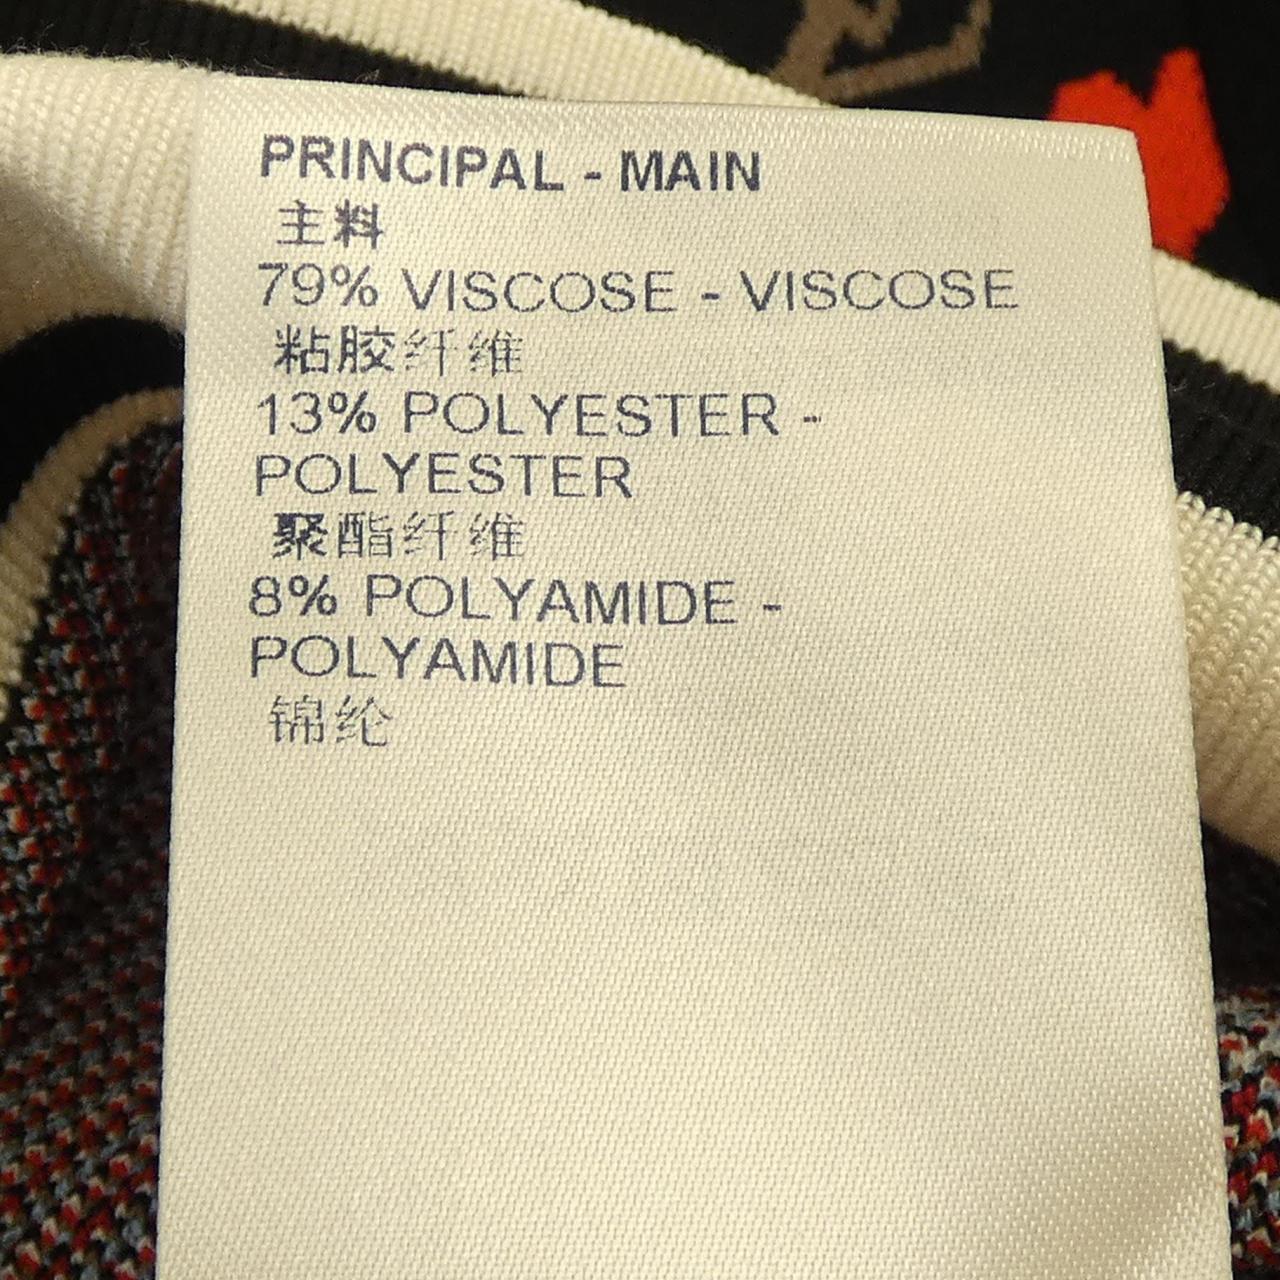 PRINCIPAL - MAIN
主料
79% VISCOSE - VISCOSE
粘胶纤维
13% POLYESTER -
POLYESTER
聚酯纤维
8% POLYAMIDE -
POLYAMIDE
锦纶